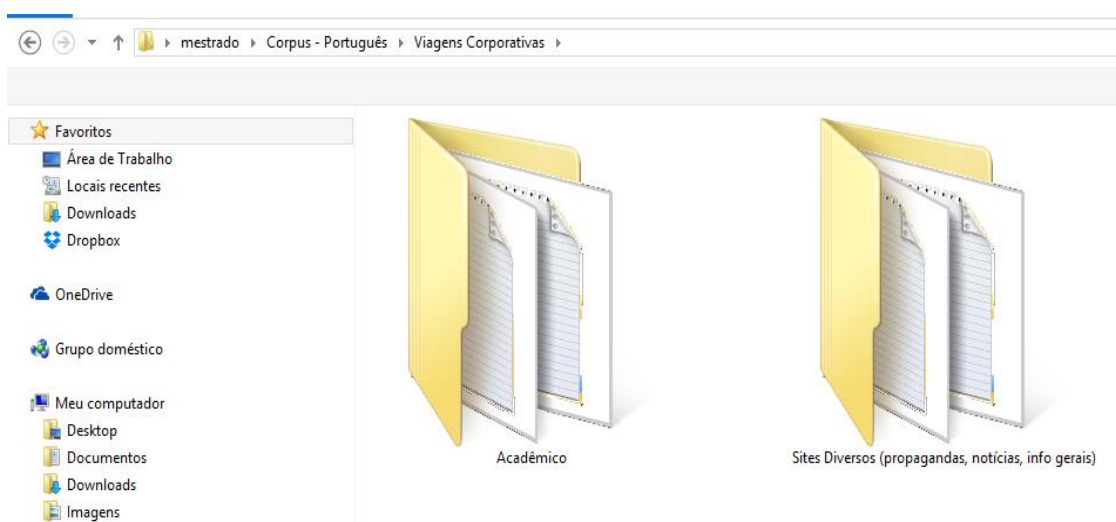 mestrado Corpus - Português Viagens Corporativas
Favoritos
Área de Trabalho
Locais recentes
Downloads
Dropbox
OneDrive
Grupo doméstico
Meu computador
Desktop
Documentos
Downloads
Imagens
Acadêmico
Sites Diversos (propagandas, notícias, info gerais)